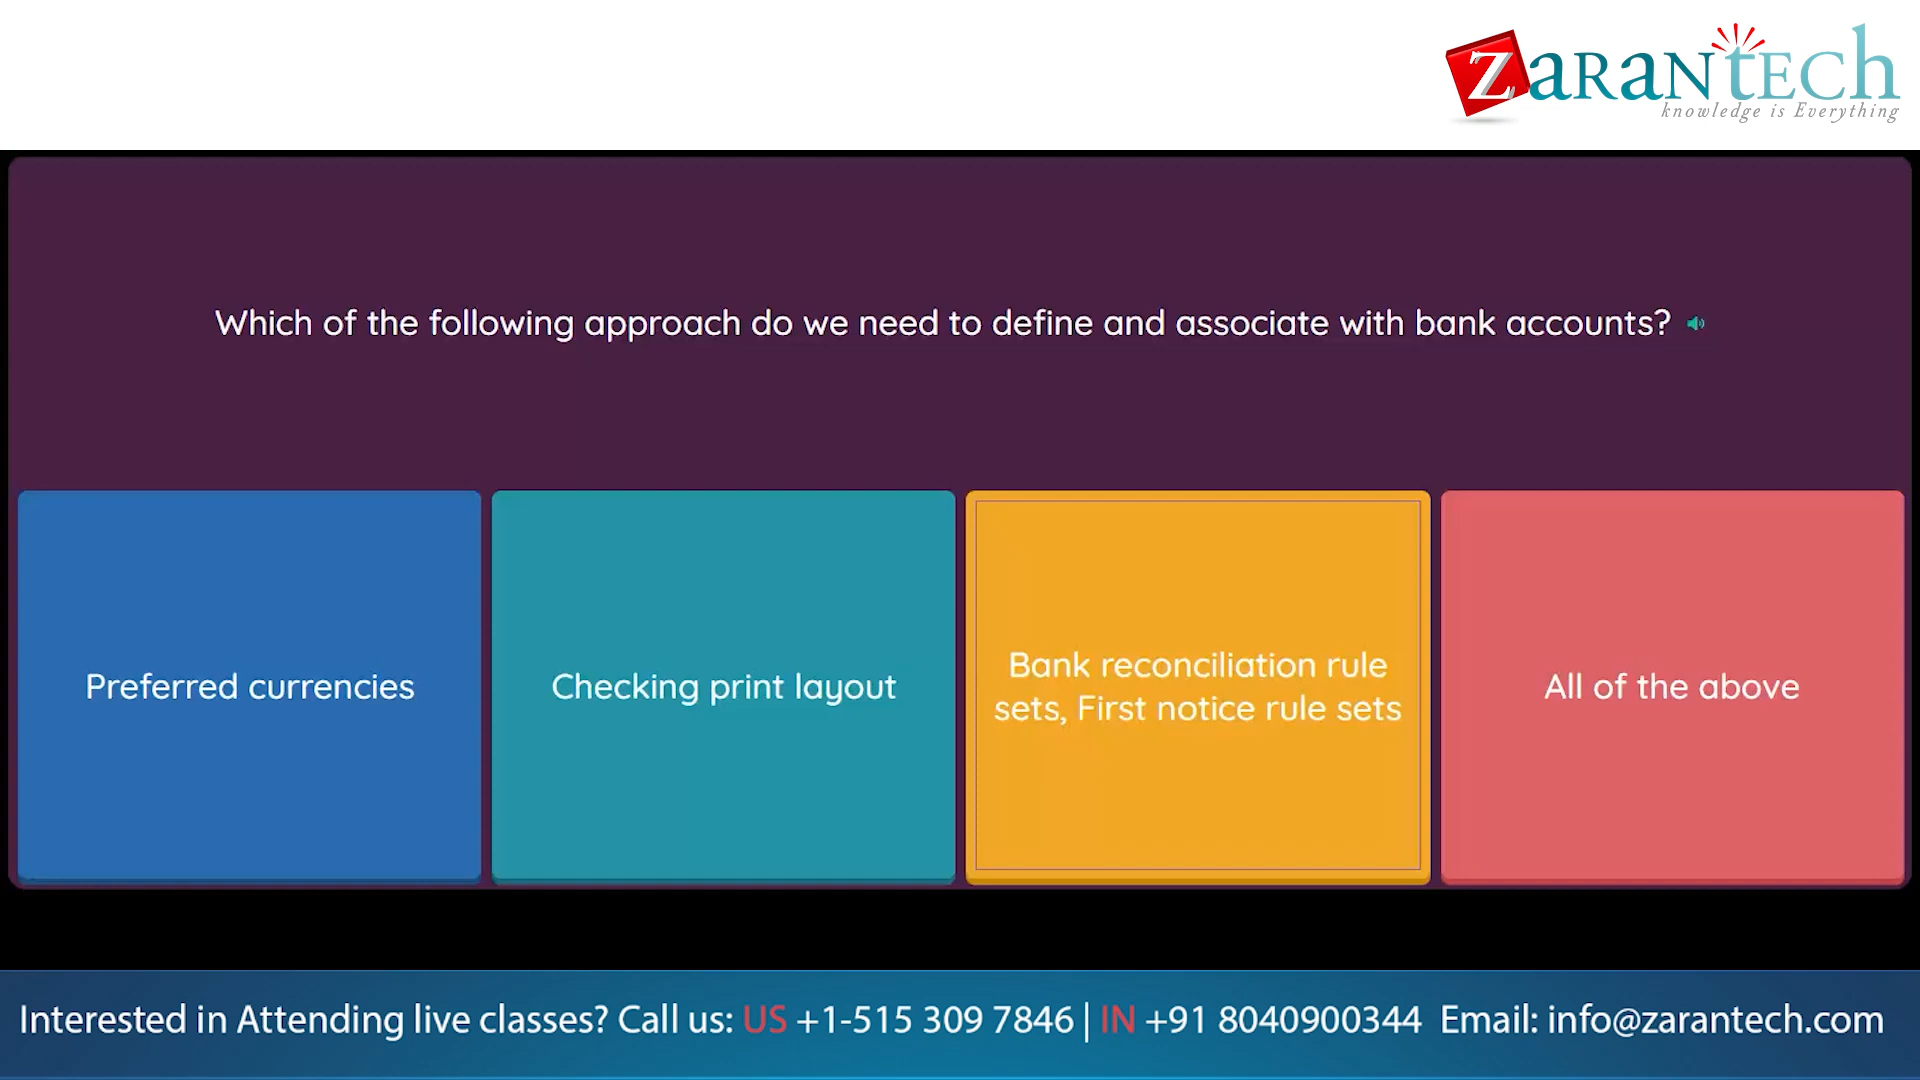 ZaranTech
knowledge is Everything
Which of the following approach do we need to define and associate with bank accounts?
Preferred currencies
Checking print layout
Bank reconciliation rule
sets, First notice rule sets
All of the above
Interested in Attending live classes? Call us: US +1-515 309 7846 | IN +91 8040900344 Email: info@zarantech.com